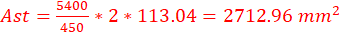 Ast = 5400/450 * 2 * 113.04 = 2712.96 mm²